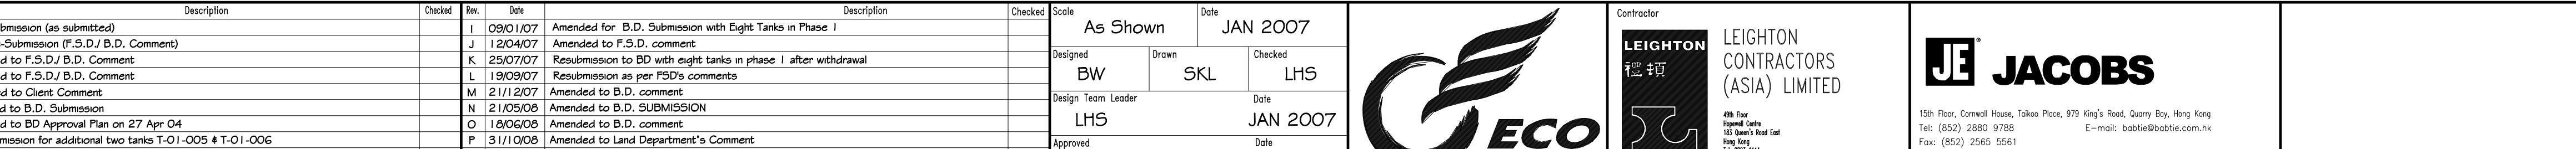 Description Checked Rev. Date Description Checked
bmission (as submitted) I 09/01/07 Amended for B.D. Submission with Eight Tanks in Phase 1
-Submission (F.S.D./ B.D. Comment) J 12/04/07 Amended to F.S.D. comment
d to F.S.D./ B.D. Comment K 25/07/07 Resubmission to BD with eight tanks in phase 1 after withdrawal
d to F.S.D./ B.D. Comment L 19/09/07 Resubmission as per FSD's comments
d to Client Comment M 21/12/07 Amended to B.D. comment
d to B.D. Submission N 21/05/08 Amended to B.D. SUBMISSION
d to BD Approval Plan on 27 Apr 04 O 18/06/08 Amended to B.D. comment
mission for additional two tanks T-01-005 & T-01-006 P 31/10/08 Amended to Land Department's Comment
Scale Date
As Shown JAN 2007
Designed Drawn Checked
BW SKL LHS
Design Team Leader Date
LHS JAN 2007
Approved Date
ECO
Contractor
LEIGHTON
禮頓
L
LEIGHTON
CONTRACTORS
(ASIA) LIMITED
49th Floor
Hopewell Centre
183 Queen's Road East
Hong Kong
JE® JACOBS
15th Floor, Cornwall House, Taikoo Place, 979 King's Road, Quarry Bay, Hong Kong
Tel: (852) 2880 9788 E-mail: babtie@babtie.com.hk
Fax: (852) 2565 5561